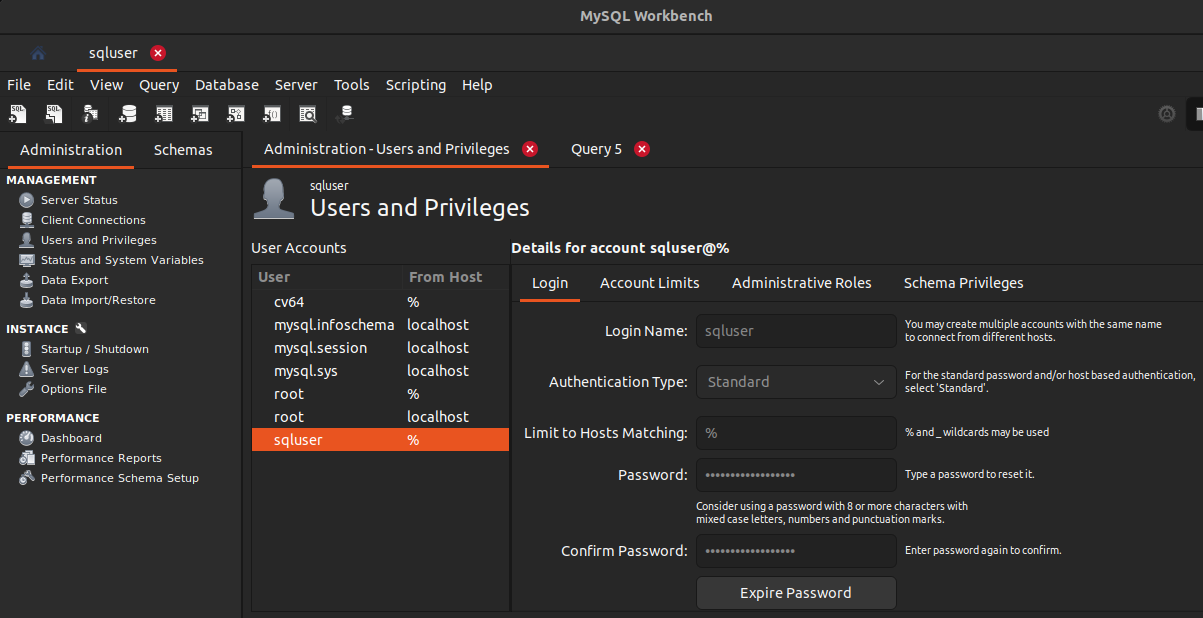 MySQL Workbench
sqluser
File Edit View Query Database Server Tools Scripting Help
Administration Schemas
MANAGEMENT
Server Status
Client Connections
Users and Privileges
Status and System Variables
Data Export
Data Import/Restore
INSTANCE
Startup / Shutdown
Server Logs
Options File
PERFORMANCE
Dashboard
Performance Reports
Performance Schema Setup
Administration - Users and Privileges Query 5
sqluser
Users and Privileges
User Accounts
User From Host
cv64 %
mysql.infoschema localhost
mysql.session localhost
mysql.sys localhost
root %
root localhost
sqluser %
Details for account sqluser@%
Login Account Limits Administrative Roles Schema Privileges
Login Name: sqluser
You may create multiple accounts with the same name
to connect from different hosts.
Authentication Type: Standard
For the standard password and/or host based authentication,
select 'Standard'.
Limit to Hosts Matching: % % and _ wildcards may be used
Password: •••••••••••••••••• Type a password to reset it.
Consider using a password with 8 or more characters with
mixed case letters, numbers and punctuation marks.
Confirm Password: •••••••••••••••••• Enter password again to confirm.
Expire Password